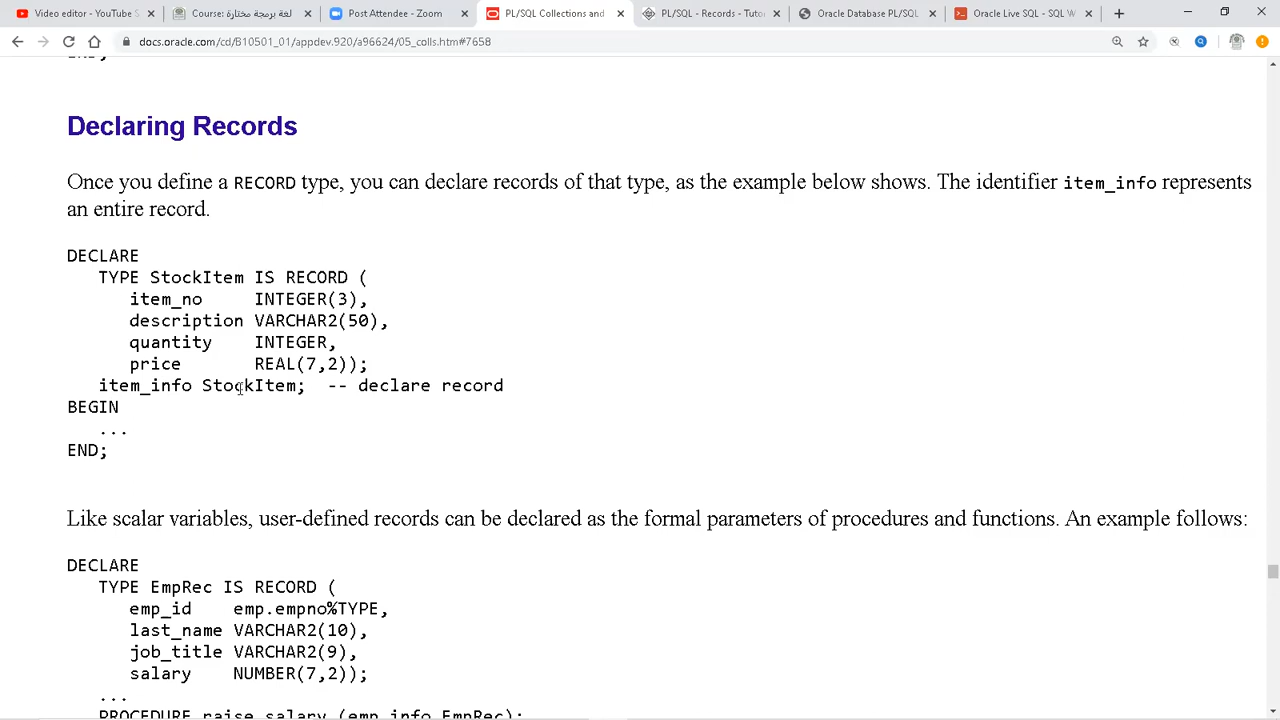 Video editor - YouTube S
Course: لغة برمجة مختارة
Post Attendee - Zoom
PL/SQL Collections and
PL/SQL - Records - Tuto
Oracle Database PL/SQL
Oracle Live SQL - SQL W
docs.oracle.com/cd/B10501_01/appdev.920/a96624/05_colls.htm#7658
Declaring Records
Once you define a RECORD type, you can declare records of that type, as the example below shows. The identifier item_info represents
an entire record.
DECLARE
TYPE StockItem IS RECORD (
item_no INTEGER(3),
description VARCHAR2(50),
quantity INTEGER,
price REAL(7,2));
item_info StockItem; -- declare record
BEGIN
...
END;
Like scalar variables, user-defined records can be declared as the formal parameters of procedures and functions. An example follows:
DECLARE
TYPE EmpRec IS RECORD (
emp_id emp.empno%TYPE,
last_name VARCHAR2(10),
job_title VARCHAR2(9),
salary NUMBER(7,2));
...
PROCEDURE raise_salary (emp_info EmpRec);